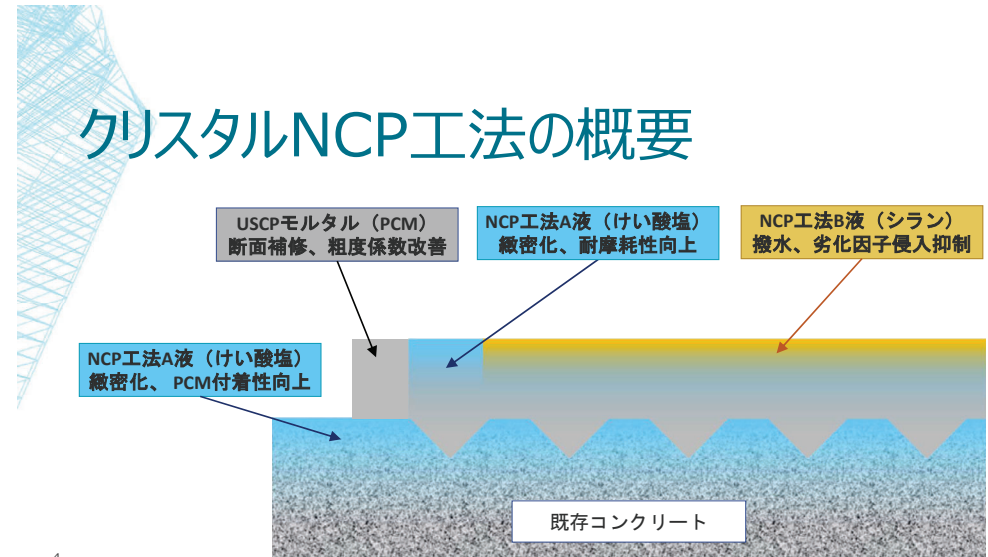 クリスタルNCP工法の概要
USCPモルタル（PCM）
断面補修、粗度係数改善
NCP工法A液（けい酸塩）
緻密化、耐摩耗性向上
NCP工法B液（シラン）
撥水、劣化因子侵入抑制
NCP工法A液（けい酸塩）
緻密化、 PCM付着性向上
既存コンクリート